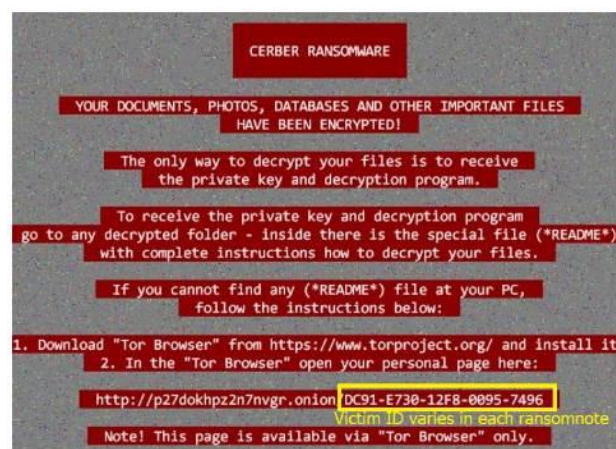 CERBER RANSOMWARE
YOUR DOCUMENTS, PHOTOS, DATABASES AND OTHER IMPORTANT FILES
HAVE BEEN ENCRYPTED!
The only way to decrypt your files is to receive
the private key and decryption program.
To receive the private key and decryption program
go to any decrypted folder - inside there is the special file (*README*)
with complete instructions how to decrypt your files.
If you cannot find any (*README*) file at your PC,
follow the instructions below:
1. Download "Tor Browser" from https://www.torproject.org/ and install it
2. In the "Tor Browser" open your personal page here:
http://p27dokhpz2n7nvgr.onion/DC91-E730-12F8-0095-7496
Victim ID varies in each ransomnote
Note! This page is available via "Tor Browser" only.